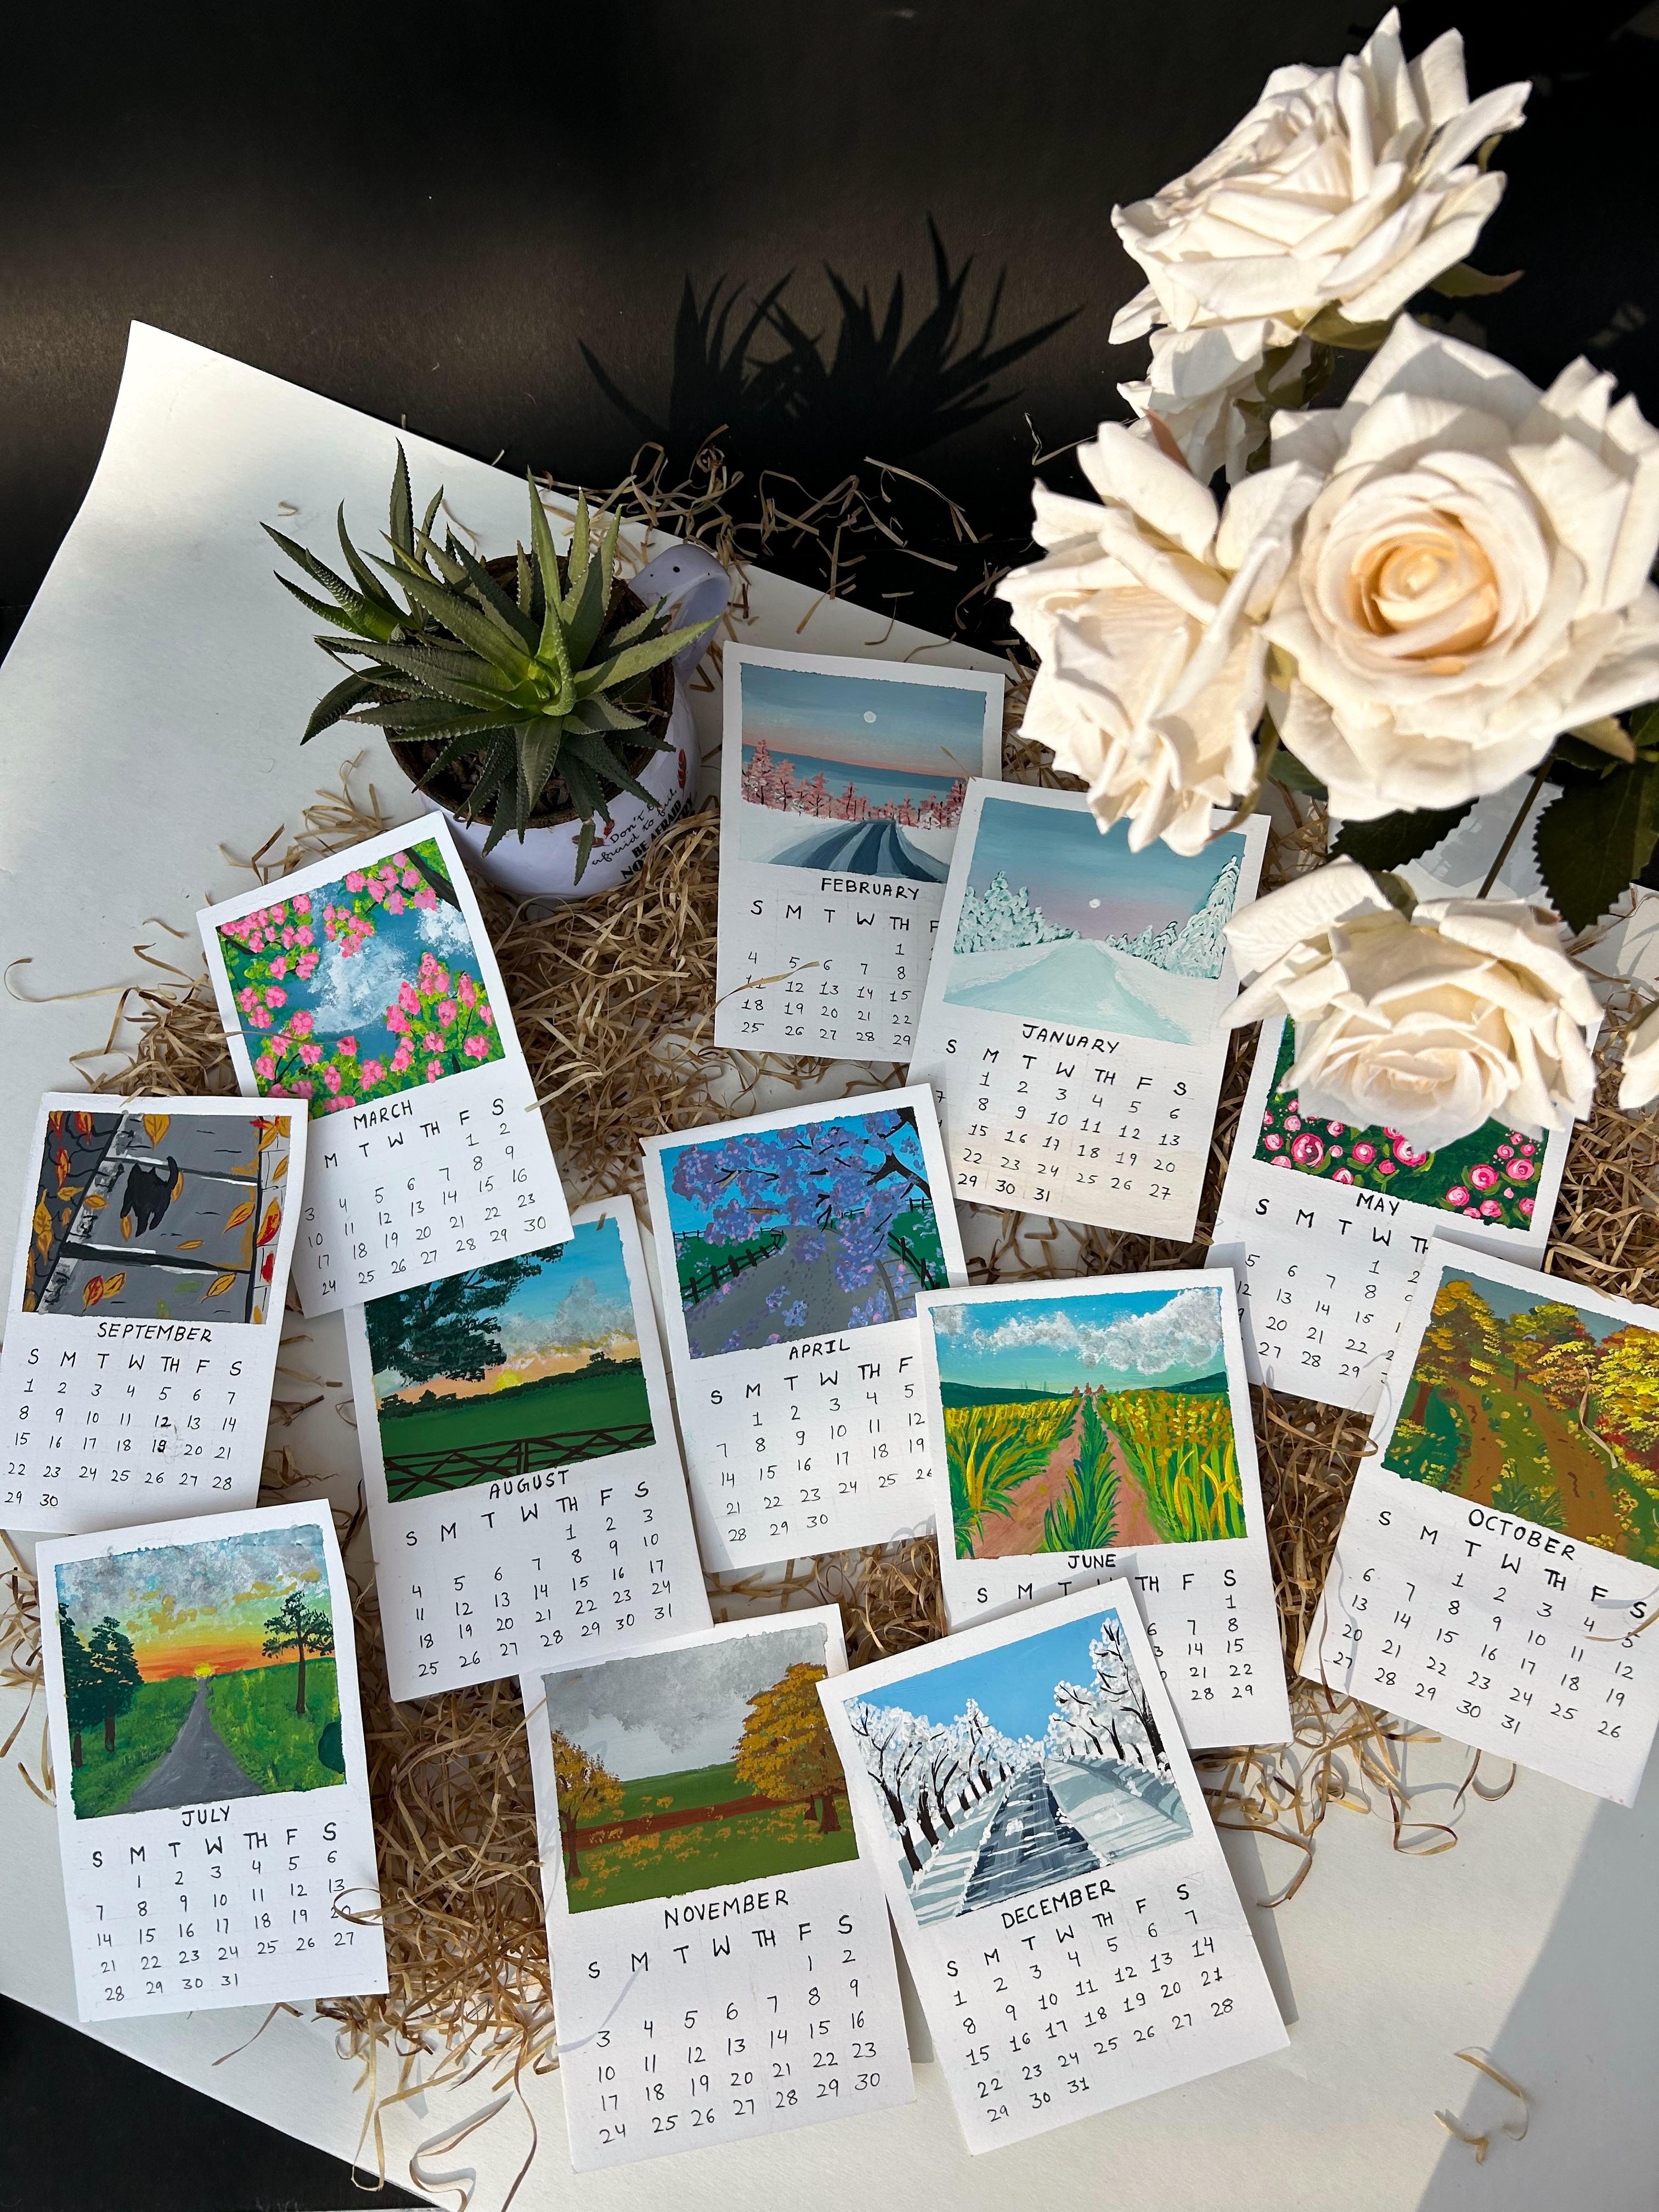 Don't be
afraid to fail
BE AFRAID
FEBRUARY
S M T W TH F
1
4 5 6 7 8
11 12 13 14 15
18 19 20 21 22
25 26 27 28 29
JANUARY
S M T W TH F S
1 2 3 4 5 6
7 8 9 10 11 12 13
15 16 17 18 19 20
22 23 24 25 26 27
29 30 31
MARCH
M T W TH F S
1 2
3 4 5 6 7 8 9
10 11 12 13 14 15 16
17 18 19 20 21 22 23
24 25 26 27 28 29 30
MAY
S M T W TH
1 2
5 6 7 8
12 13 14 15
20 21 22
27 28 29
SEPTEMBER
S M T W TH F S
1 2 3 4 5 6 7
8 9 10 11 12 13 14
15 16 17 18 19 20 21
22 23 24 25 26 27 28
29 30
APRIL
S M T W TH F
1 2 3 4 5
7 8 9 10 11 12
14 15 16 17 18 19
21 22 23 24 25 26
28 29 30
AUGUST
S M T W TH F S
1 2 3
4 5 6 7 8 9 10
11 12 13 14 15 16 17
18 19 20 21 22 23 24
25 26 27 28 29 30 31
JUNE
S M T W TH F S
1
6 7 8
14 15
21 22
28 29
OCTOBER
S M T W TH F S
1 2 3 4 5
6 7 8 9 10 11 12
13 14 15 16 17 18 19
20 21 22 23 24 25 26
27 28 29 30 31
JULY
S M T W TH F S
1 2 3 4 5 6
7 8 9 10 11 12 13
14 15 16 17 18 19 20
21 22 23 24 25 26 27
28 29 30 31
NOVEMBER
S M T W TH F S
1 2
3 4 5 6 7 8 9
10 11 12 13 14 15 16
17 18 19 20 21 22 23
24 25 26 27 28 29 30
DECEMBER
S M T W TH F S
1 2 3 4 5 6 7
8 9 10 11 12 13 14
15 16 17 18 19 20 21
22 23 24 25 26 27 28
29 30 31